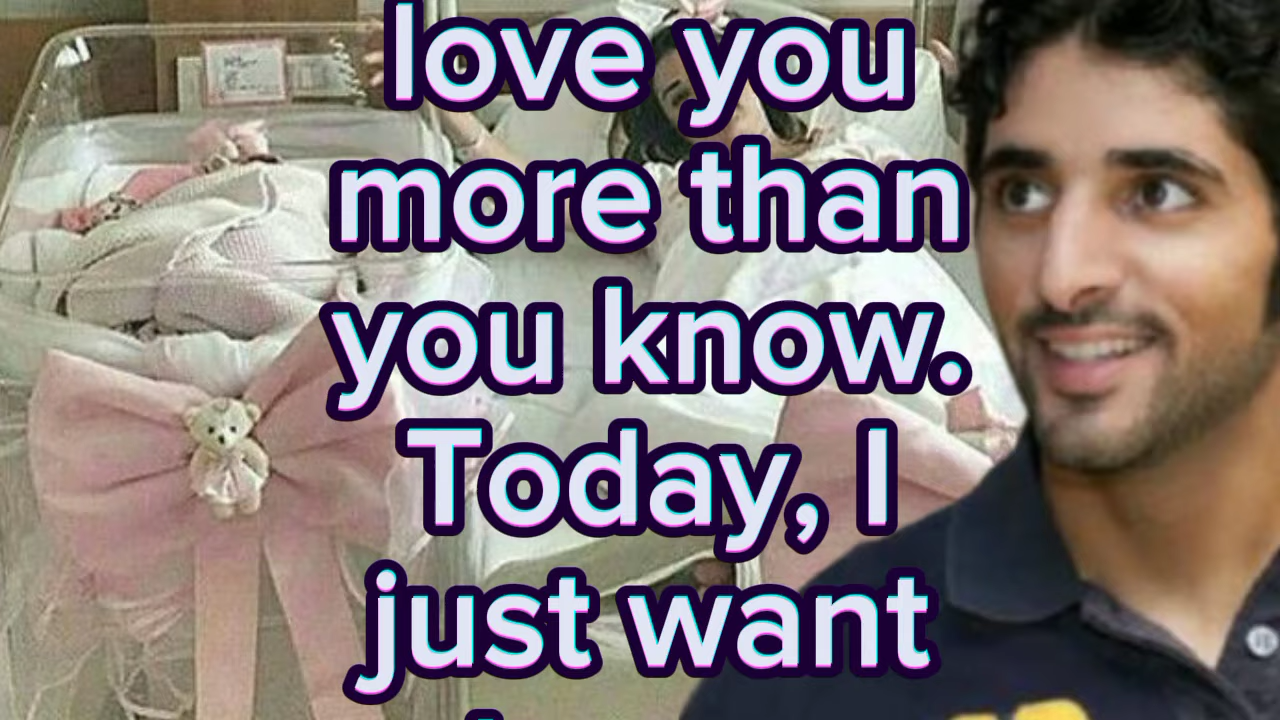 love you
more than
you know.
Today, I
just want